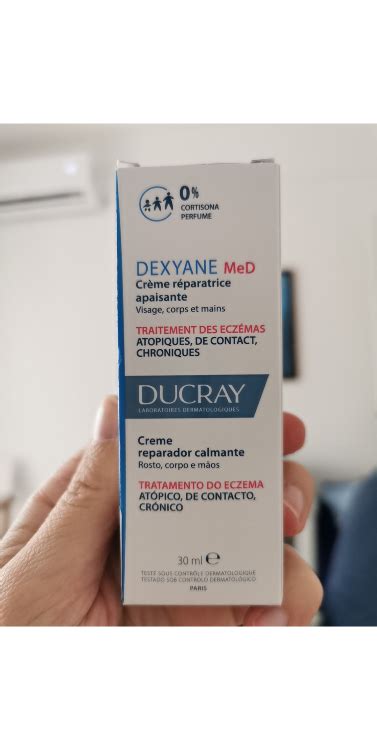 0%
CORTISONA
PERFUME
DEXYANE MeD
Crème réparatrice
apaisante
Visage, corps et mains
TRAITEMENT DES ECZÉMAS
ATOPIQUES, DE CONTACT,
CHRONIQUES
DUCRAY
LABORATOIRES DERMATOLOGIQUES
Creme
reparador calmante
Rosto, corpo e mãos
TRATAMENTO DO ECZEMA
ATÓPICO, DE CONTACTO,
CRÓNICO
30 ml ℮
TESTÉ SOUS CONTRÔLE DERMATOLOGIQUE
TESTADO SOB CONTROLO DERMATOLÓGICO
PARIS